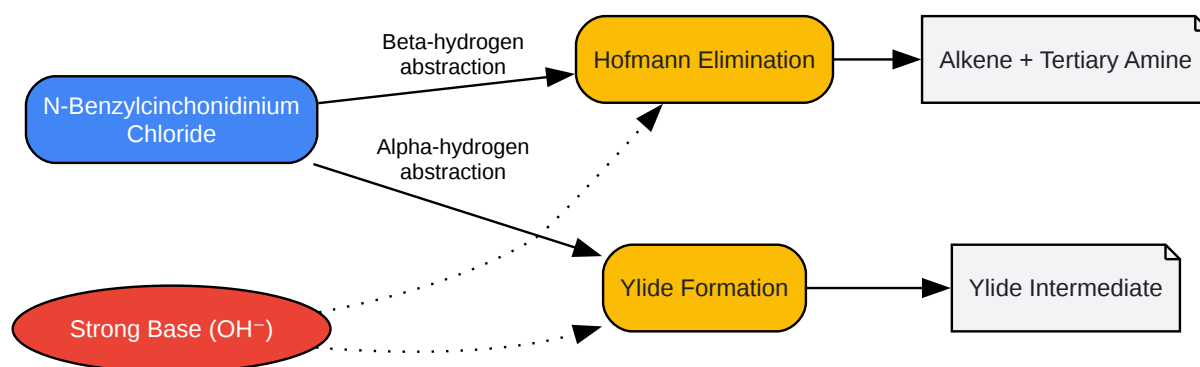 N-Benzylcinchonidinium
Chloride
Beta-hydrogen
abstraction
Hofmann Elimination
Alkene + Tertiary Amine
Alpha-hydrogen
abstraction
Ylide Formation
Ylide Intermediate
Strong Base (OH⁻)